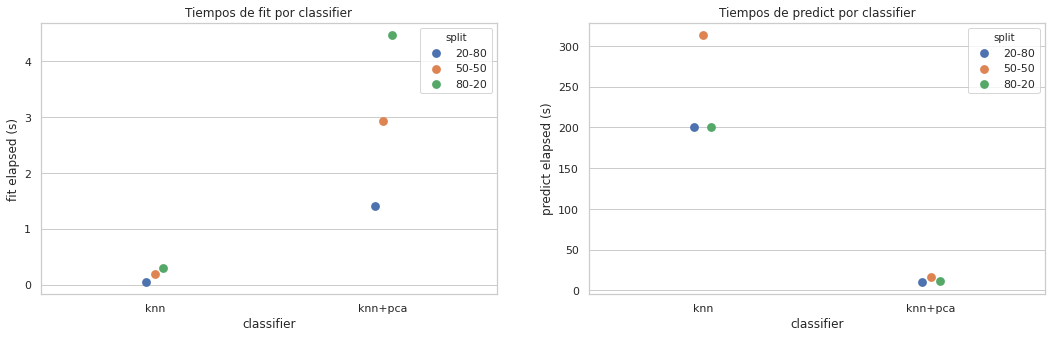 Tiempos de fit por classifier
fit elapsed (s)
4
3
2
1
0
split
20-80
50-50
80-20
knn
knn+pca
classifier
Tiempos de predict por classifier
predict elapsed (s)
300
250
200
150
100
50
0
split
20-80
50-50
80-20
knn
knn+pca
classifier